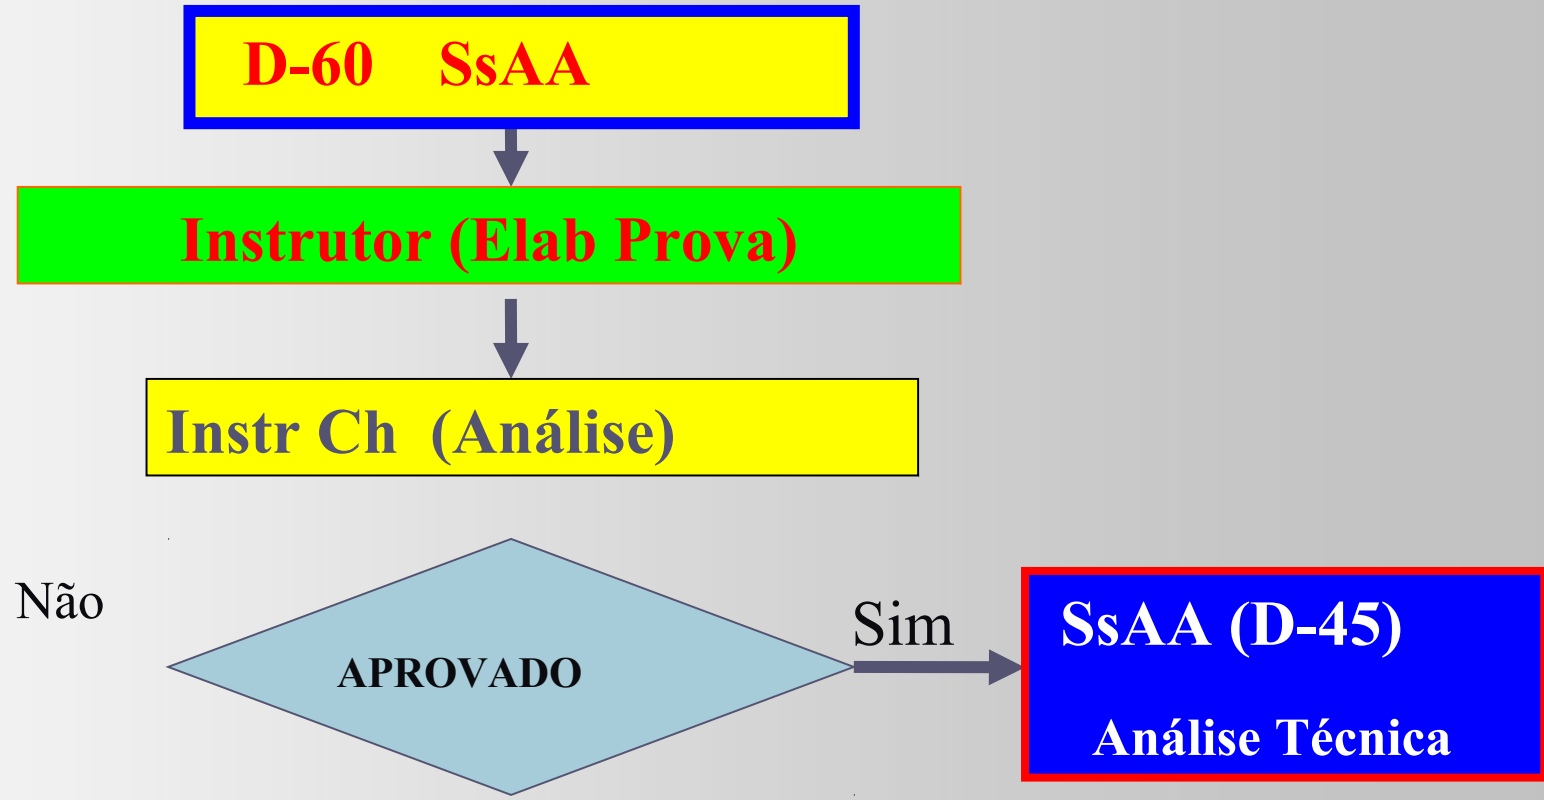 D-60 SsAA
Instrutor (Elab Prova)
Instr Ch (Análise)
Não
APROVADO
Sim
SsAA (D-45)
Análise Técnica